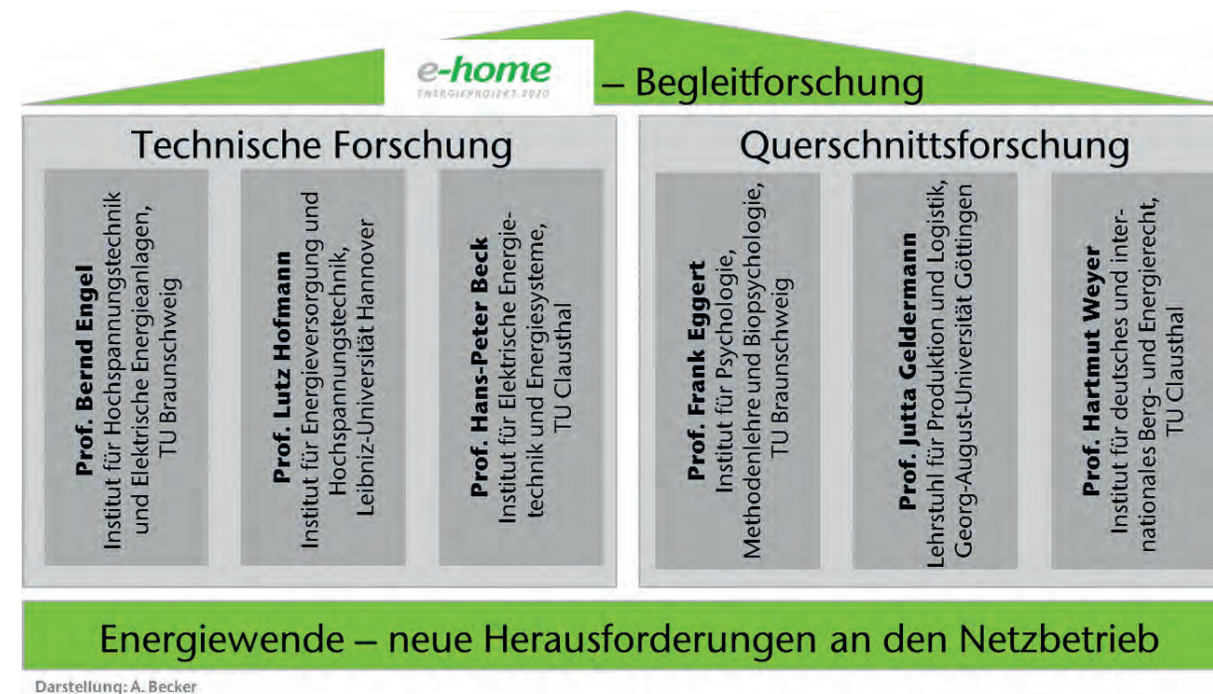 e-home
ENERGIEPROJEKT.2020
– Begleitforschung
Technische Forschung
Prof. Bernd Engel
Institut für Hochspannungstechnik
und Elektrische Energieanlagen,
TU Braunschweig
Prof. Lutz Hofmann
Institut für Energieversorgung und
Hochspannungstechnik,
Leibniz-Universität Hannover
Prof. Hans-Peter Beck
Institut für Elektrische Energie-
technik und Energiesysteme,
TU Clausthal
Querschnittsforschung
Prof. Frank Eggert
Institut für Psychologie,
Methodenlehre und Biopsychologie,
TU Braunschweig
Prof. Jutta Geldermann
Lehrstuhl für Produktion und Logistik,
Georg-August-Universität Göttingen
Prof. Hartmut Weyer
Institut für deutsches und inter-
nationales Berg- und Energierecht,
TU Clausthal
Energiewende – neue Herausforderungen an den Netzbetrieb
Darstellung: A. Becker